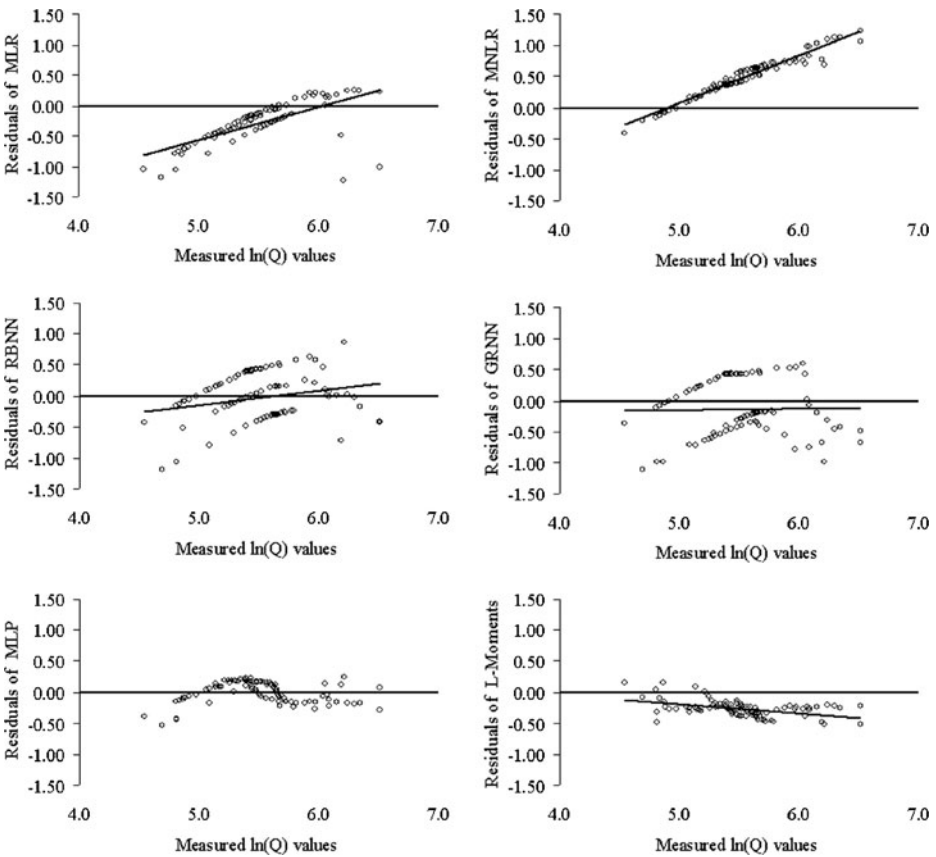 Residuals of MLR
1.50
1.00
0.50
0.00
-0.50
-1.00
-1.50
4.0 5.0 6.0 7.0
Measured ln(Q) values
Residuals of MNLR
1.50
1.00
0.50
0.00
-0.50
-1.00
-1.50
4.0 5.0 6.0 7.0
Measured ln(Q) values
Residuals of RBNN
1.50
1.00
0.50
0.00
-0.50
-1.00
-1.50
4.0 5.0 6.0 7.0
Measured ln(Q) values
Residuals of GRNN
1.50
1.00
0.50
0.00
-0.50
-1.00
-1.50
4.0 5.0 6.0 7.0
Measured ln(Q) values
Residuals of MLP
1.50
1.00
0.50
0.00
-0.50
-1.00
-1.50
4.0 5.0 6.0 7.0
Measured ln(Q) values
Residuals of L-Moments
1.50
1.00
0.50
0.00
-0.50
-1.00
-1.50
4.0 5.0 6.0 7.0
Measured ln(Q) values